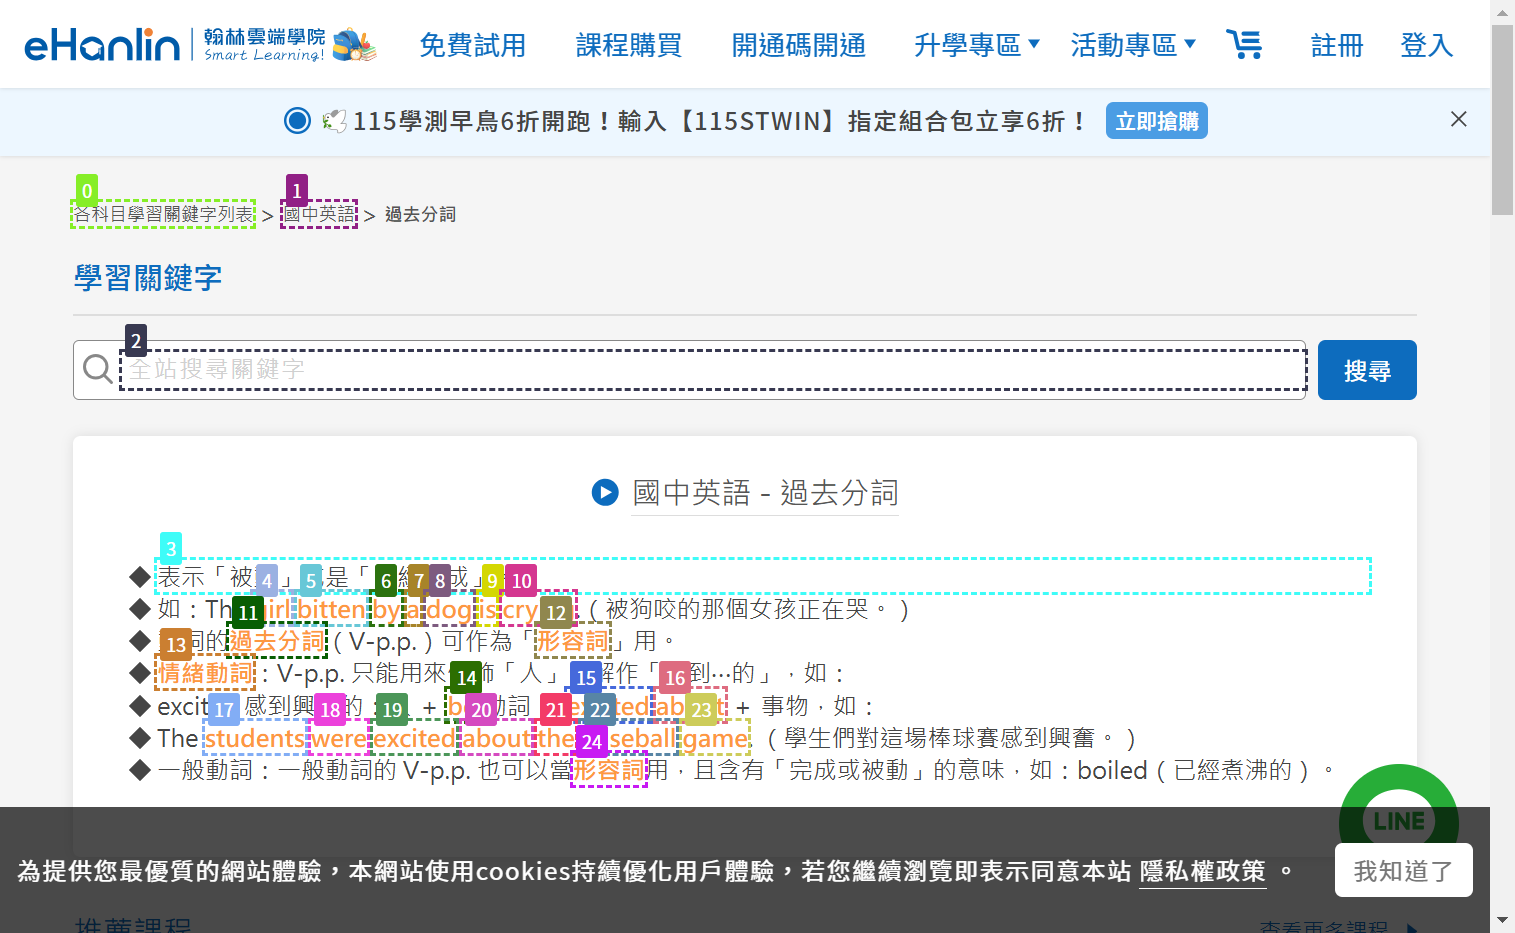 eHanlin 翰林雲端學院 Smart Learning! 免費試用 課程購買 開通碼開通 升學專區 活動專區 註冊 登入
115學測早鳥6折開跑！輸入【115STWIN】指定組合包立享6折！ 立即搶購
0 1
各科目學習關鍵字列表 > 國中英語 > 過去分詞
學習關鍵字
2
全站搜尋關鍵字 搜尋
國中英語 - 過去分詞
3
表示「被 」 是「 成」
4 5 6 7 8 9 10
如：The girl bitten by a dog is cry （被狗咬的那個女孩正在哭。）
11 12
詞的過去分詞（V-p.p.）可作為「形容詞」用。
13
情緒動詞：V-p.p. 只能用來 飾「人」 解作「 到…的」，如：
14 15 16
感到興 的： + 動詞 + 事物，如：
17 18 19 20 21 22 23
The students were excited about the seball game. （學生們對這場棒球賽感到興奮。）
24
一般動詞：一般動詞的 V-p.p. 也可以當形容詞用，且含有「完成或被動」的意味，如：boiled（已經煮沸的）。
LINE
為提供您最優質的網站體驗，本網站使用cookies持續優化用戶體驗，若您繼續瀏覽即表示同意本站 隱私權政策 。 我知道了
推薦課程 查看更多課程